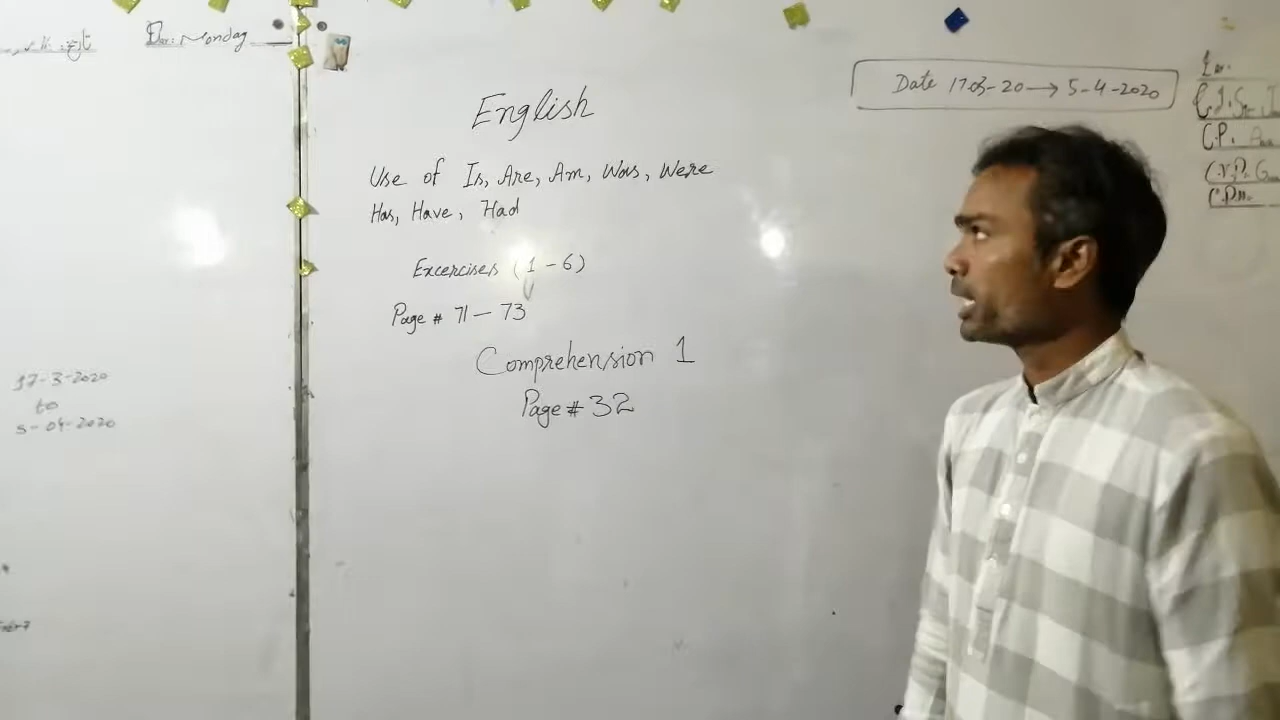 Day: Monday
English
Date 17-03-20 → 5-4-2020
Use of Is, Are, Am, Was, Were
Has, Have, Had
Excercises (1 - 6)
Page # 71 — 73
Comprehension 1
Page # 32
17-3-2020
to
5-04-2020
C.P.